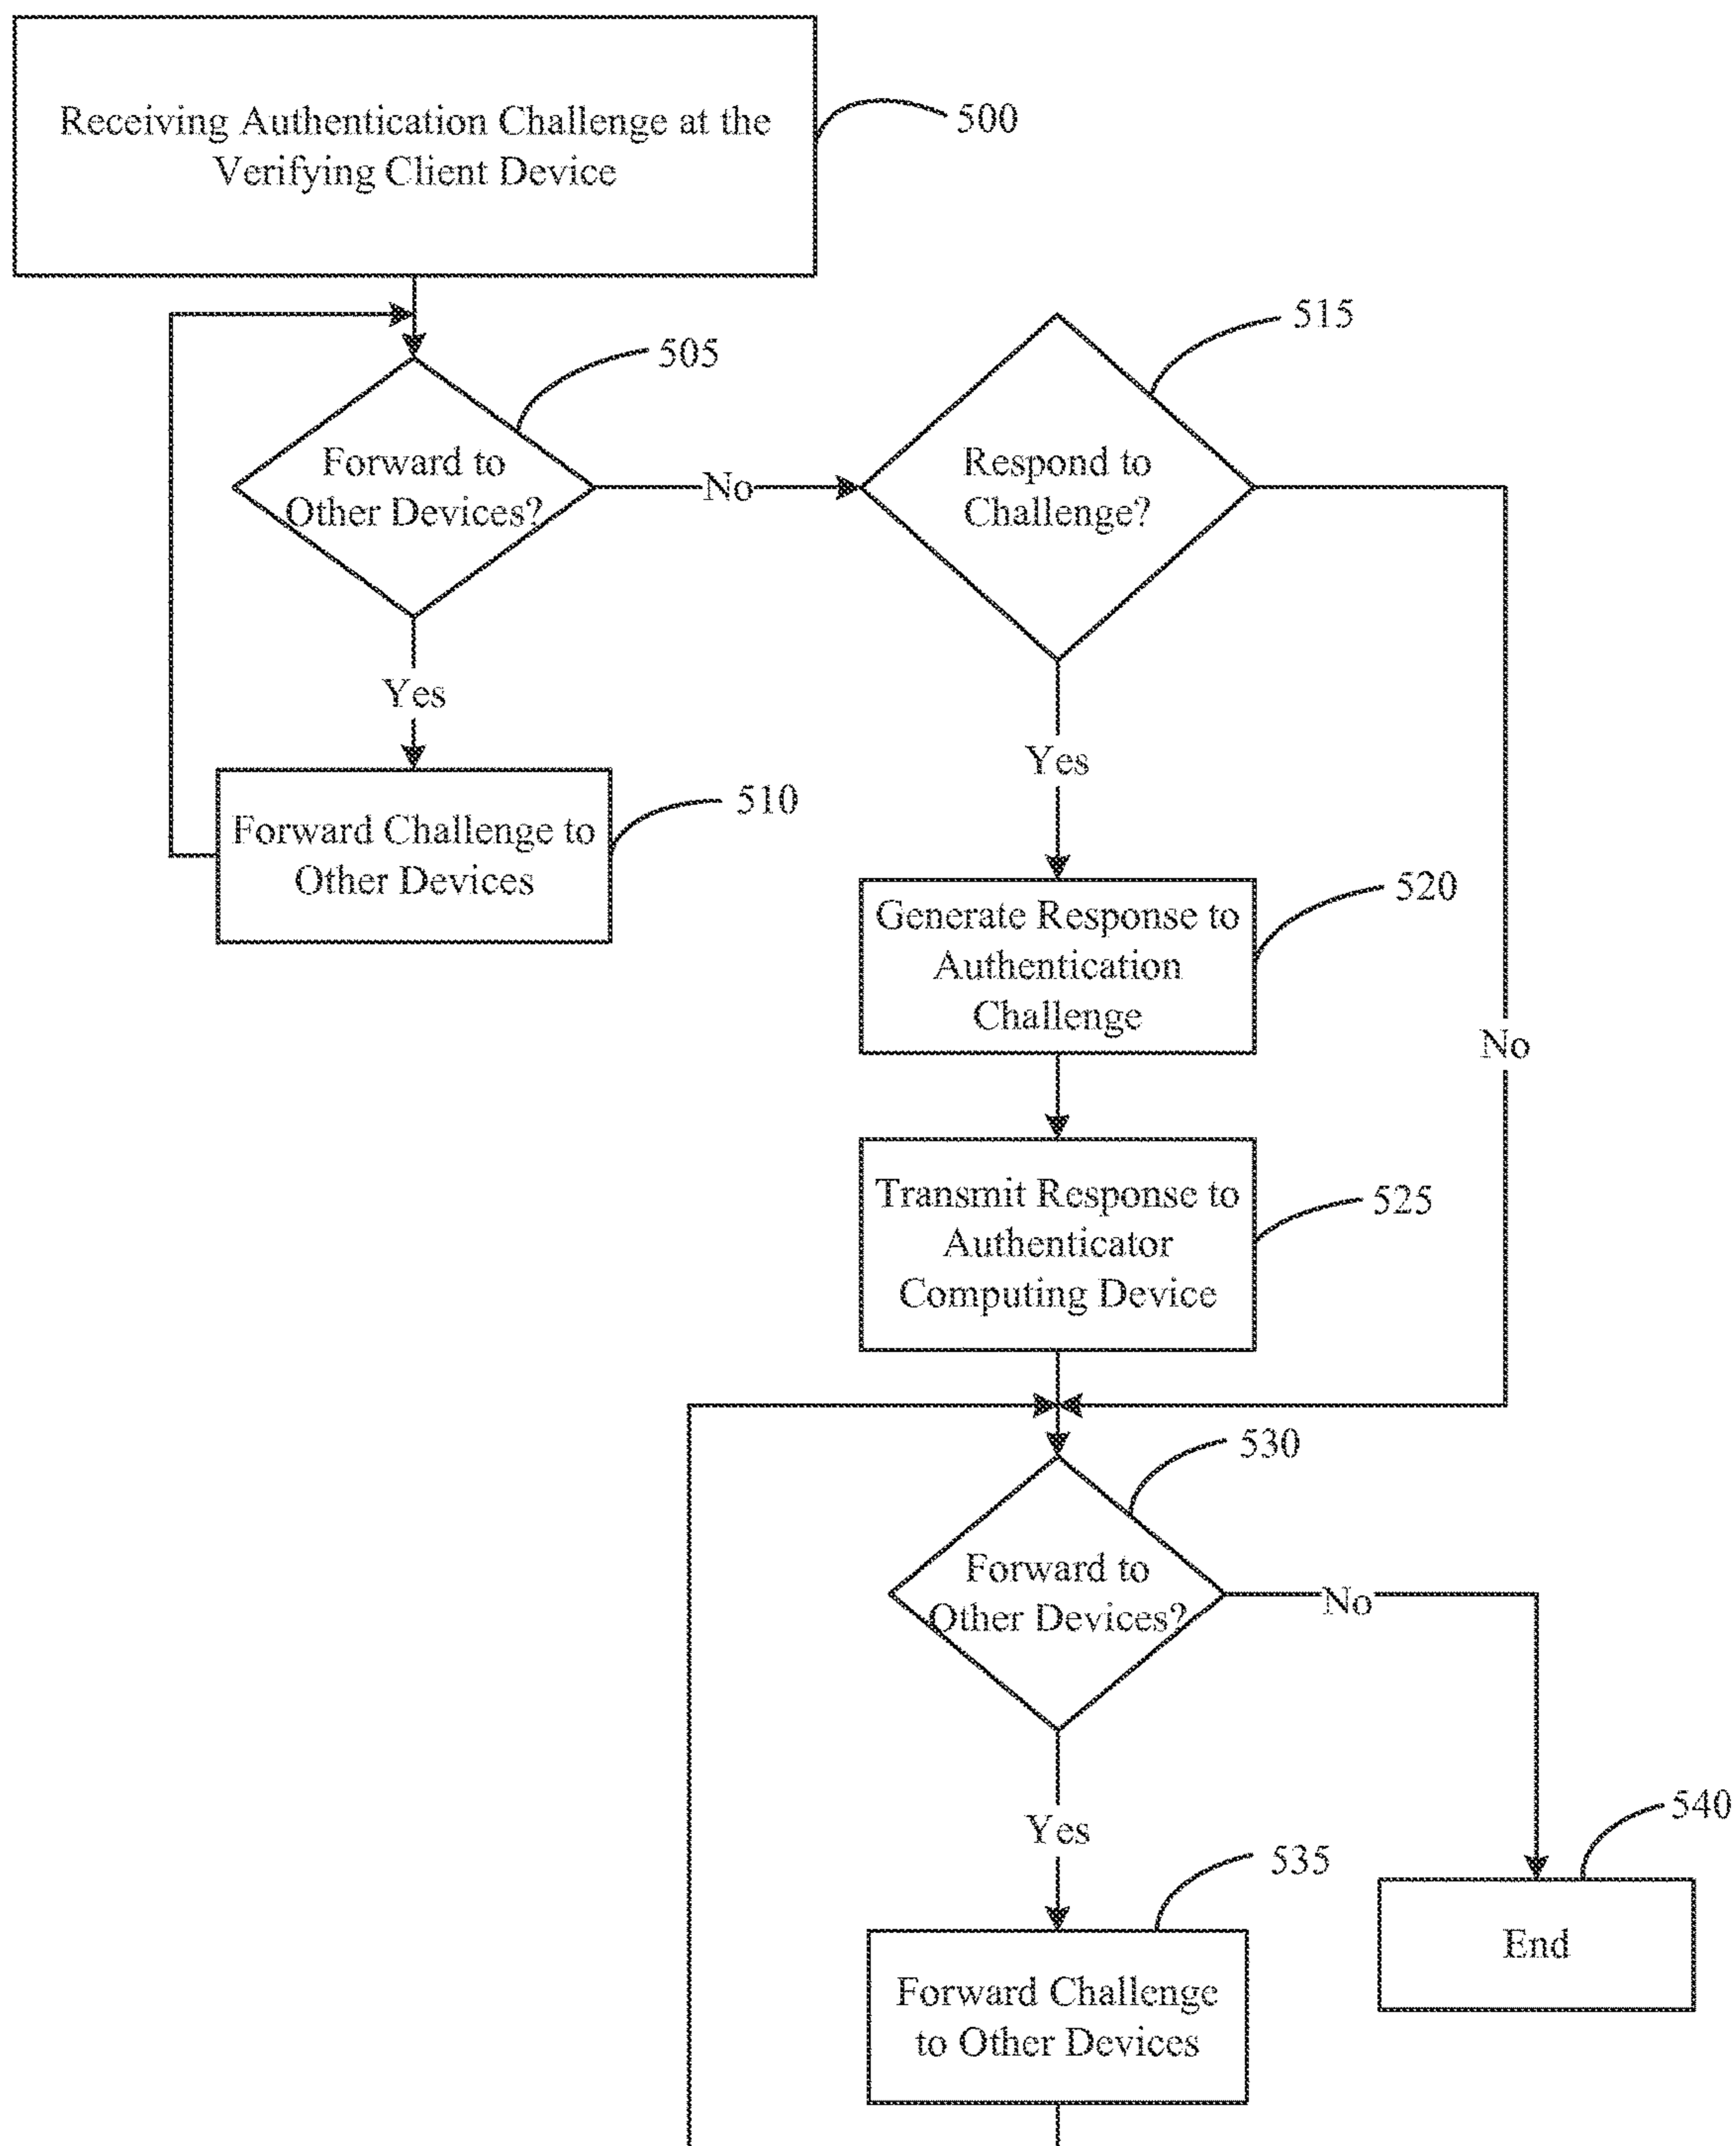 Receiving Authentication Challenge at the
Verifying Client Device
500
505
515
Forward to
Other Devices?
No
Respond to
Challenge?
Yes
Yes
510
Forward Challenge to
Other Devices
520
Generate Response to
Authentication
Challenge
No
525
Transmit Response to
Authenticator
Computing Device
530
Forward to
Other Devices?
No
Yes
540
535
End
Forward Challenge
to Other Devices